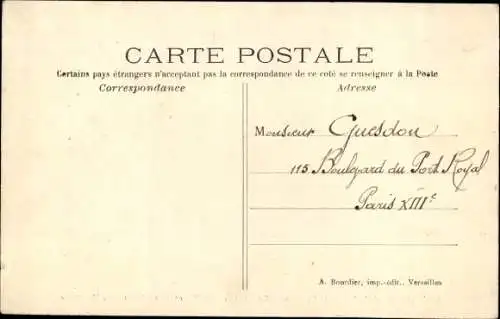 CARTE POSTALE
Certains pays étrangers n'acceptant pas la correspondance de ce coté se renseigner à la Poste
Correspondance
Adresse
Monsieur Guesdon
115 Boulevard du Port Royal
Paris XIIIe
A. Bourdier, imp.-édit., Versailles